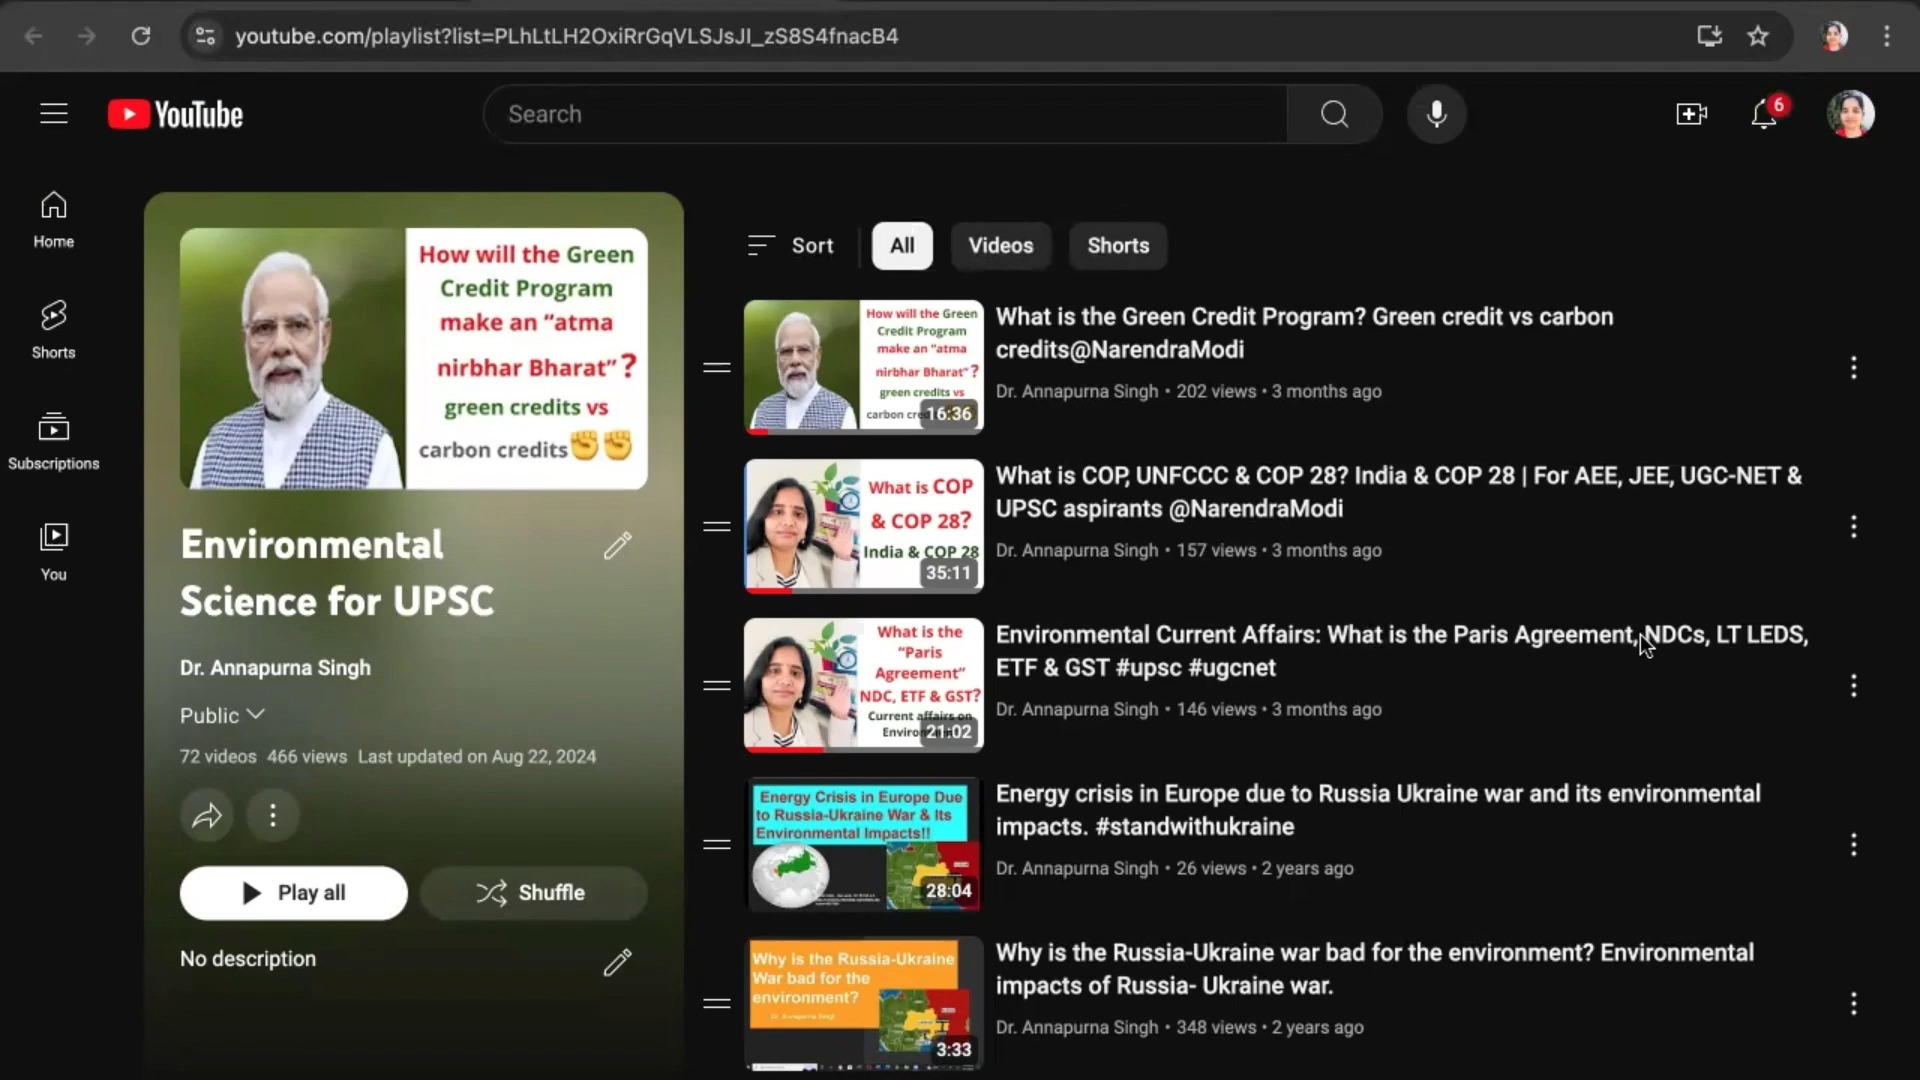 youtube.com/playlist?list=PLhLtLH2OxiRrGqVLSJsJI_zS8S4fnacB4
YouTube
Search
6
Home
Shorts
Subscriptions
You
How will the Green
Credit Program
make an “atma
nirbhar Bharat”?
green credits vs
carbon credits
Environmental
Science for UPSC
Dr. Annapurna Singh
Public
72 videos 466 views Last updated on Aug 22, 2024
Play all
Shuffle
No description
Sort
All
Videos
Shorts
How will the Green
Credit Program
make an “atma
nirbhar Bharat”?
green credits vs
carbon cre
16:36
What is the Green Credit Program? Green credit vs carbon
credits@NarendraModi
Dr. Annapurna Singh • 202 views • 3 months ago
What is COP
& COP 28?
India & COP 28
35:11
What is COP, UNFCCC & COP 28? India & COP 28 | For AEE, JEE, UGC-NET &
UPSC aspirants @NarendraModi
Dr. Annapurna Singh • 157 views • 3 months ago
What is the
“Paris
Agreement”
NDC, ETF & GST?
Current affairs on
Environ
21:02
Environmental Current Affairs: What is the Paris Agreement, NDCs, LT LEDS,
ETF & GST #upsc #ugcnet
Dr. Annapurna Singh • 146 views • 3 months ago
Energy Crisis in Europe Due
to Russia-Ukraine War & Its
Environmental Impacts!!
28:04
Energy crisis in Europe due to Russia Ukraine war and its environmental
impacts. #standwithukraine
Dr. Annapurna Singh • 26 views • 2 years ago
Why is the Russia-Ukraine
War bad for the
environment?
Dr. Annapurna Singh
3:33
Why is the Russia-Ukraine war bad for the environment? Environmental
impacts of Russia- Ukraine war.
Dr. Annapurna Singh • 348 views • 2 years ago